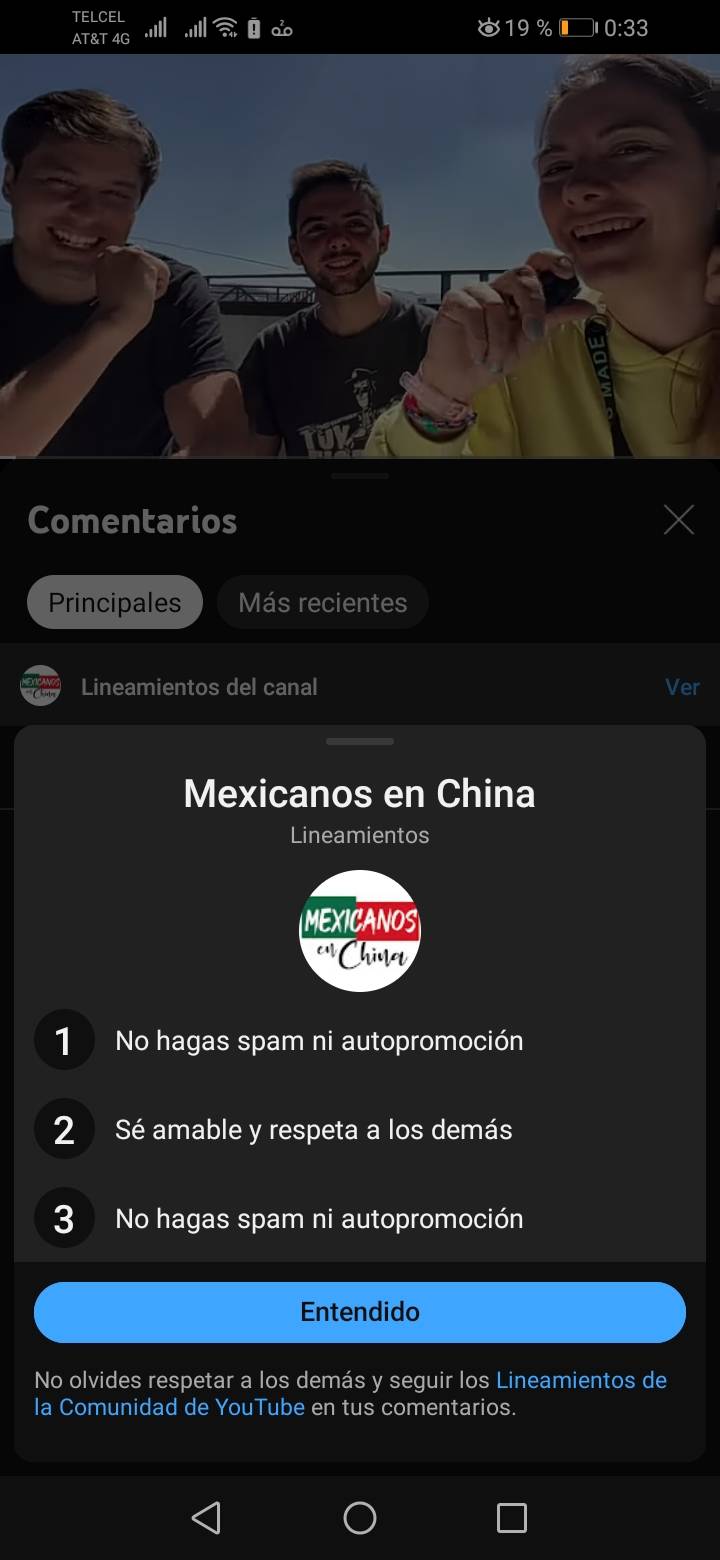 TELCEL
AT&T 4G
19 % 0:33
MADE
TOY
Comentarios
Principales
Más recientes
MEXICANOS
en China
Lineamientos del canal
Ver
Mexicanos en China
Lineamientos
MEXICANOS
en China
1 No hagas spam ni autopromoción
2 Sé amable y respeta a los demás
3 No hagas spam ni autopromoción
Entendido
No olvides respetar a los demás y seguir los Lineamientos de
la Comunidad de YouTube en tus comentarios.